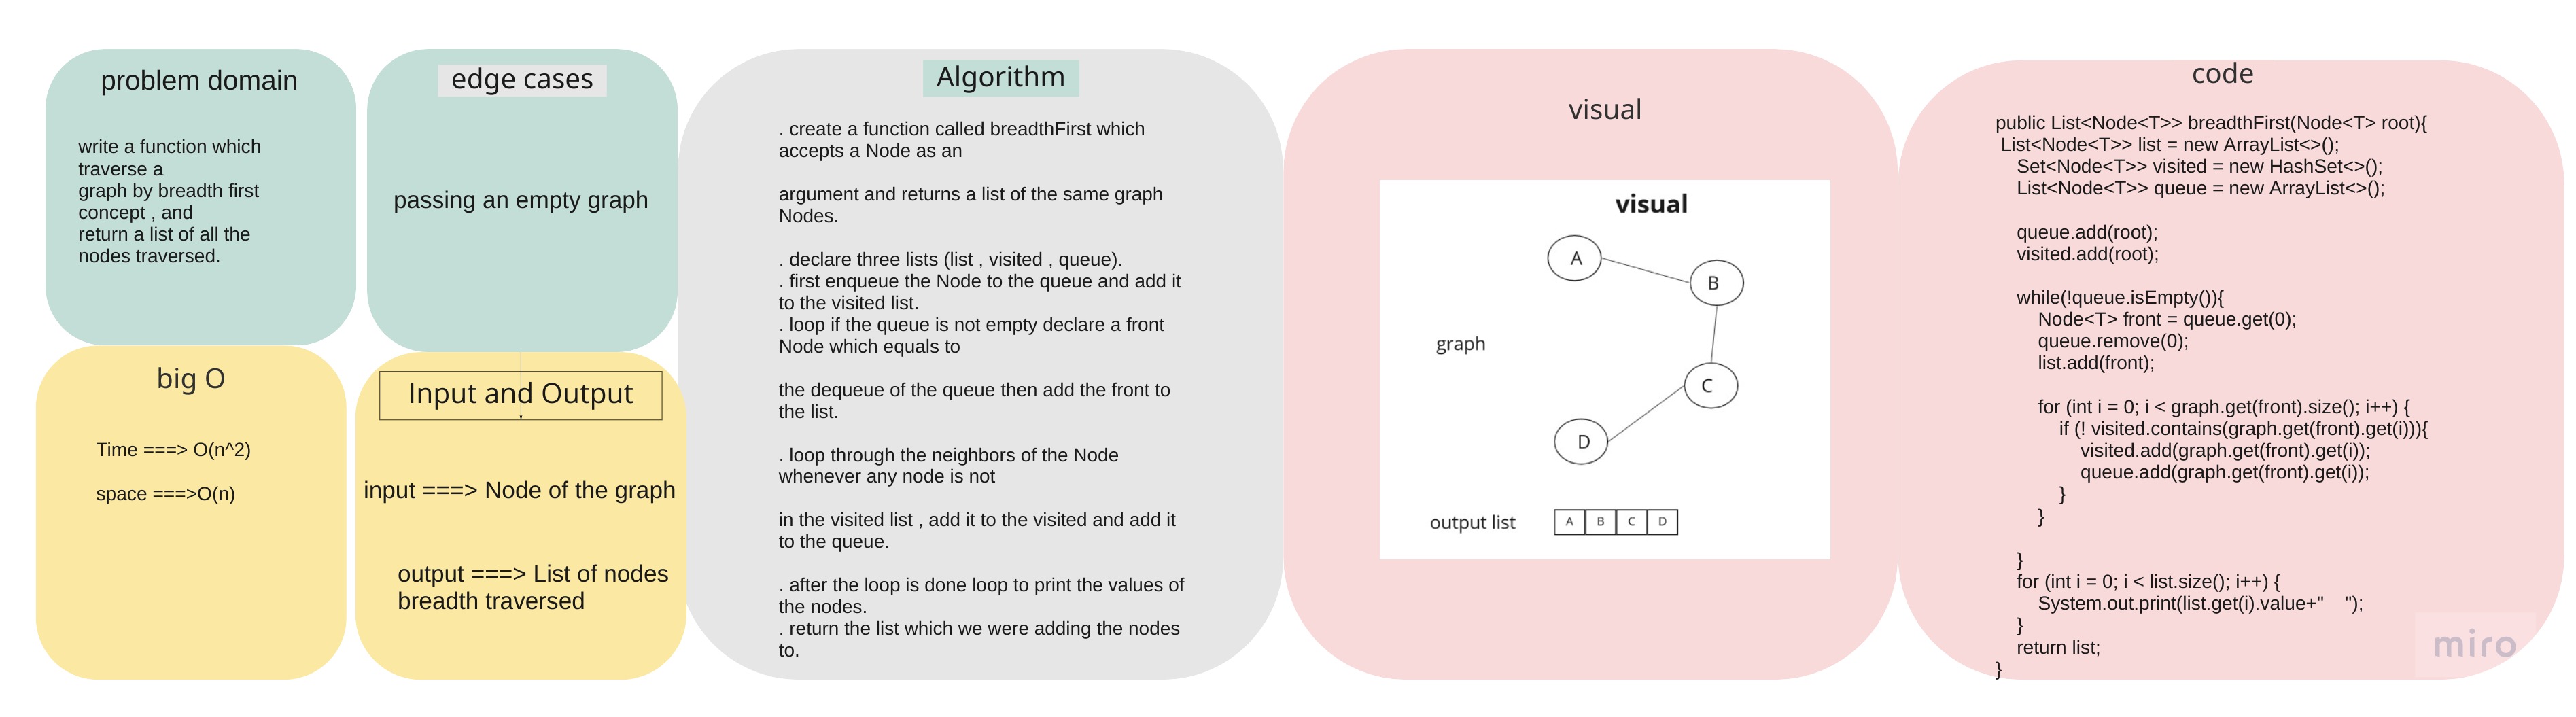 problem domain
write a function which
traverse a
graph by breadth first
concept , and
return a list of all the
nodes traversed.
edge cases
passing an empty graph
big O
Time ===> O(n^2)
space ===>O(n)
Input and Output
input ===> Node of the graph
output ===> List of nodes
breadth traversed
Algorithm
. create a function called breadthFirst which
accepts a Node as an
argument and returns a list of the same graph
Nodes.
. declare three lists (list , visited , queue).
. first enqueue the Node to the queue and add it
to the visited list.
. loop if the queue is not empty declare a front
Node which equals to
the dequeue of the queue then add the front to
the list.
. loop through the neighbors of the Node
whenever any node is not
in the visited list , add it to the visited and add it
to the queue.
. after the loop is done loop to print the values of
the nodes.
. return the list which we were adding the nodes
to.
visual
visual
A
B
graph
C
D
output list A B C D
code
public List<Node<T>> breadthFirst(Node<T> root){
List<Node<T>> list = new ArrayList<>();
Set<Node<T>> visited = new HashSet<>();
List<Node<T>> queue = new ArrayList<>();
queue.add(root);
visited.add(root);
while(!queue.isEmpty()){
Node<T> front = queue.get(0);
queue.remove(0);
list.add(front);
for (int i = 0; i < graph.get(front).size(); i++) {
if (! visited.contains(graph.get(front).get(i))){
visited.add(graph.get(front).get(i));
queue.add(graph.get(front).get(i));
}
}
}
for (int i = 0; i < list.size(); i++) {
System.out.print(list.get(i).value+"    ");
}
return list;
}
miro